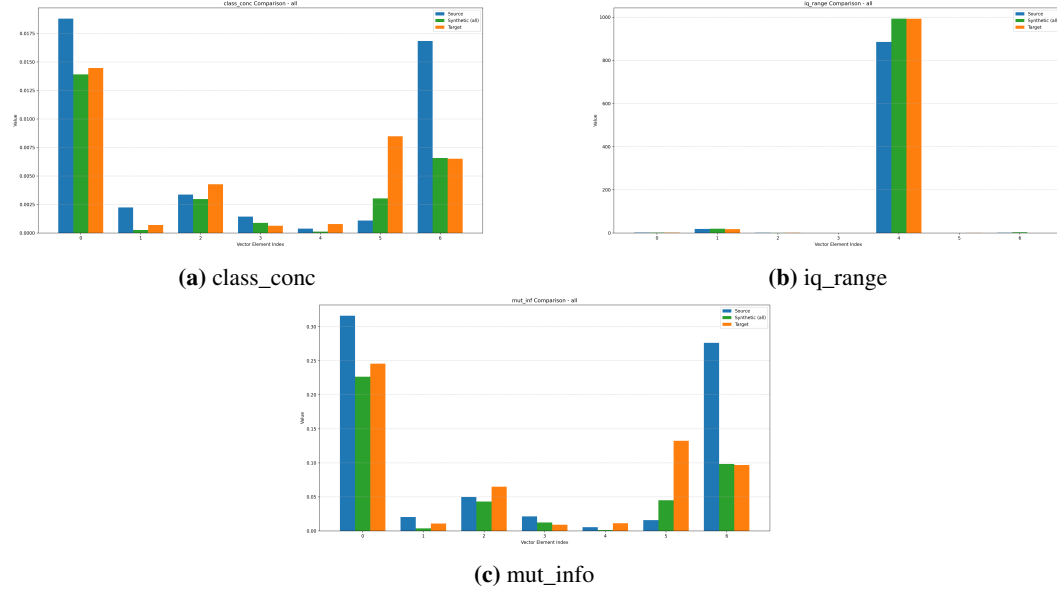 class_conc Comparison - all
Source
Synthetic (all)
Target
Value
0.0175
0.0150
0.0125
0.0100
0.0075
0.0050
0.0025
0.0000
0 1 2 3 4 5 6
Vector Element Index
(a) class_conc
iq_range Comparison - all
Source
Synthetic (all)
Target
Value
1000
800
600
400
200
0
0 1 2 3 4 5 6
Vector Element Index
(b) iq_range
mut_inf Comparison - all
Source
Synthetic (all)
Target
Value
0.30
0.25
0.20
0.15
0.10
0.05
0.00
0 1 2 3 4 5 6
Vector Element Index
(c) mut_info